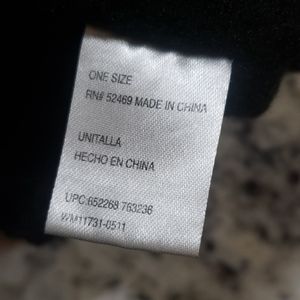 ONE SIZE
RN# 52469 MADE IN CHINA
UNITALLA
HECHO EN CHINA
UPC:652268 763236
WM11731-0511